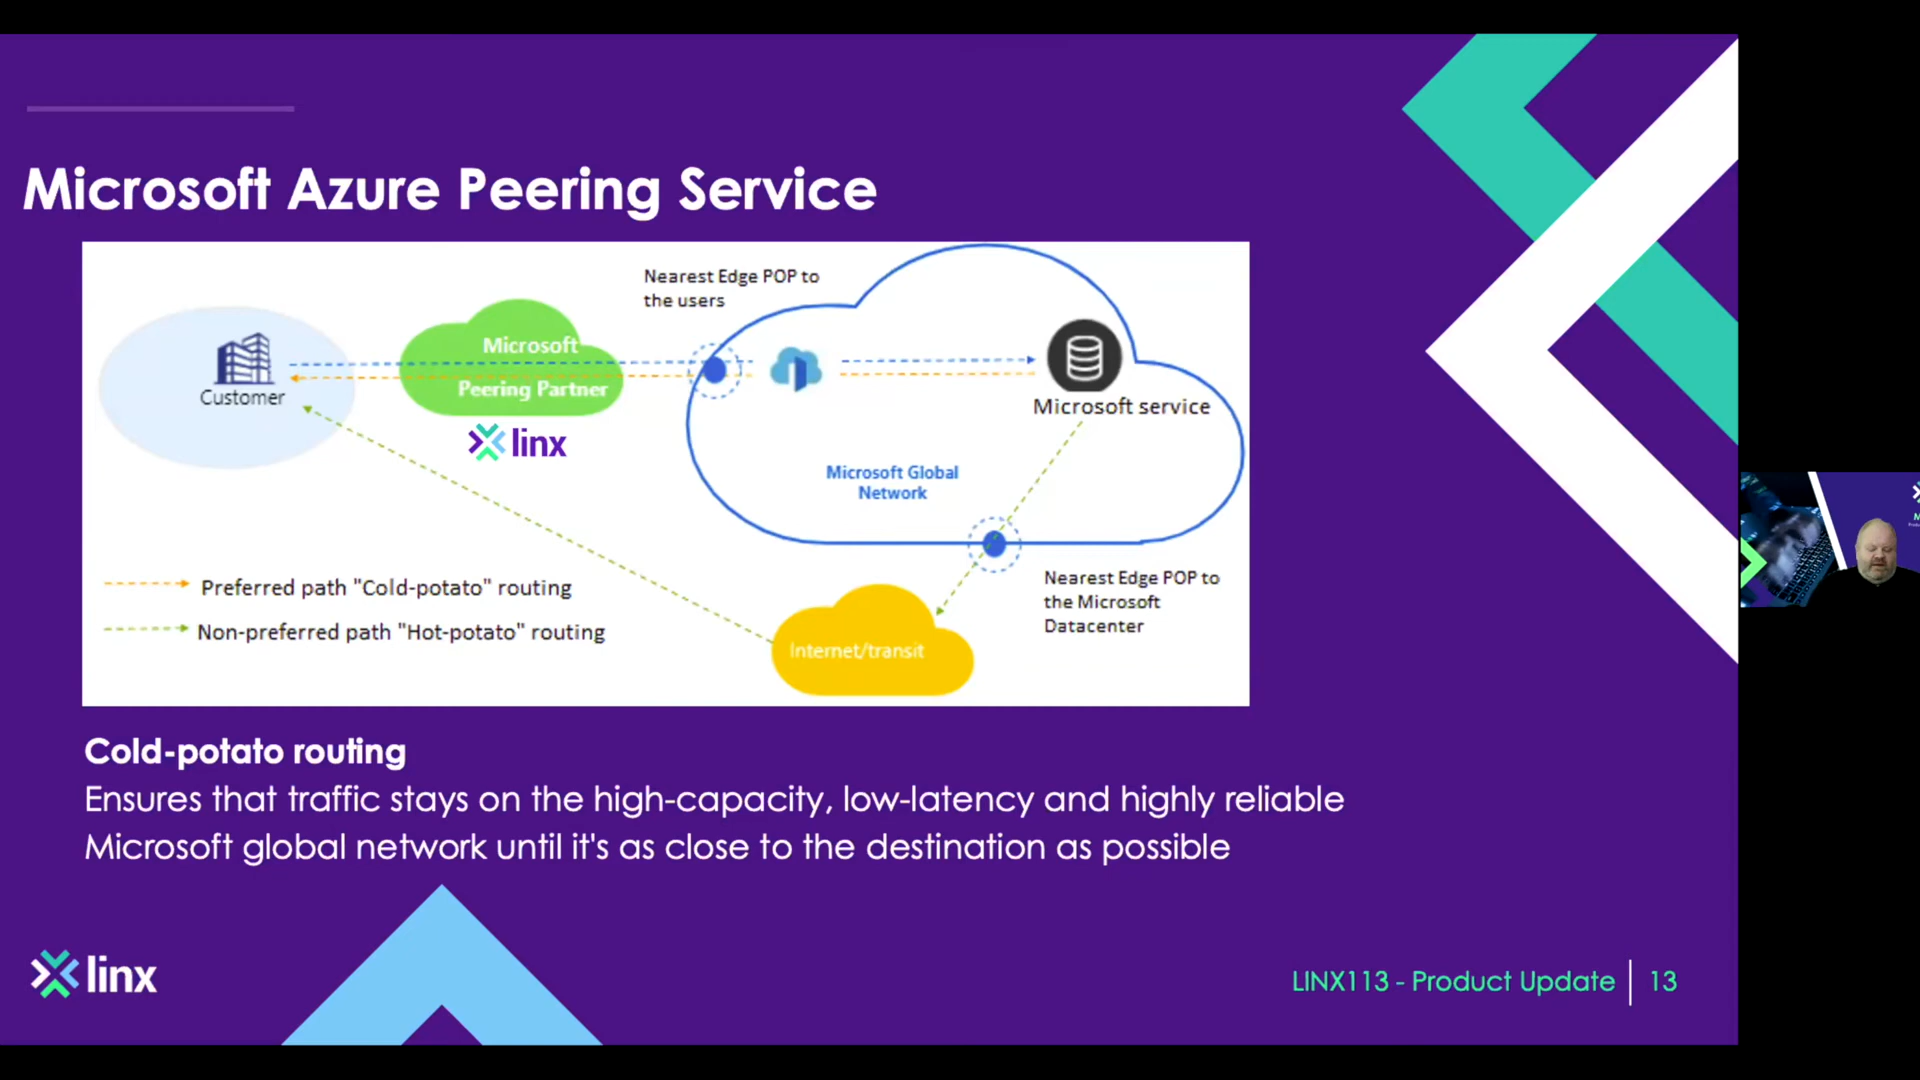 Microsoft Azure Peering Service
Nearest Edge POP to
the users
Microsoft
Peering Partner
Customer
linx
Microsoft service
Microsoft Global
Network
Preferred path "Cold-potato" routing
Non-preferred path "Hot-potato" routing
Internet/transit
Nearest Edge POP to
the Microsoft
Datacenter
Cold-potato routing
Ensures that traffic stays on the high-capacity, low-latency and highly reliable
Microsoft global network until it's as close to the destination as possible
linx
LINX113 - Product Update
13